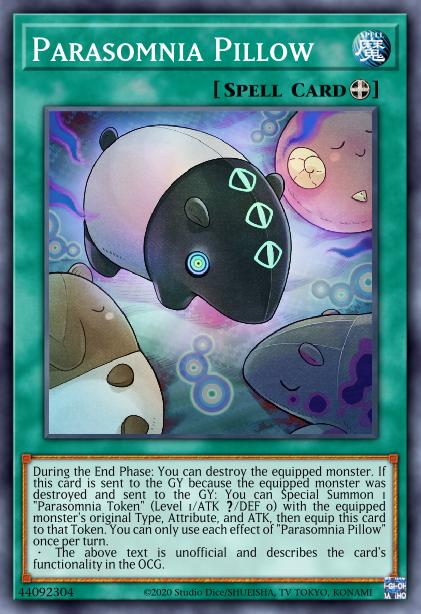 PARASOMNIA PILLOW
SPELL
魔
[SPELL CARD]
During the End Phase: You can destroy the equipped monster. If
this card is sent to the GY because the equipped monster was
destroyed and sent to the GY: You can Special Summon 1
"Parasomnia Token" (Level 1/ATK ?/DEF 0) with the equipped
monster's original Type, Attribute, and ATK, then equip this card
to that Token. You can only use each effect of "Parasomnia Pillow"
once per turn.
· The above text is unofficial and describes the card's
functionality in the OCG.
44092304
©2020 Studio Dice/SHUEISHA, TV TOKYO, KONAMI